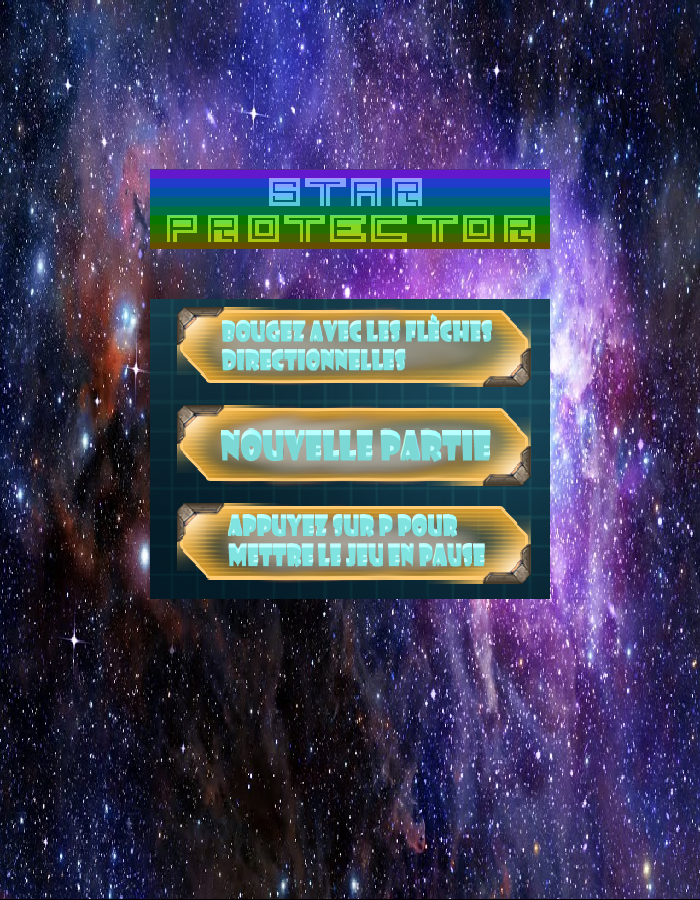 STAR
PROTECTOR
BOUGEZ AVEC LES FLÈCHES
DIRECTIONNELLES
NOUVELLE PARTIE
APPUYEZ SUR P POUR
METTRE LE JEU EN PAUSE